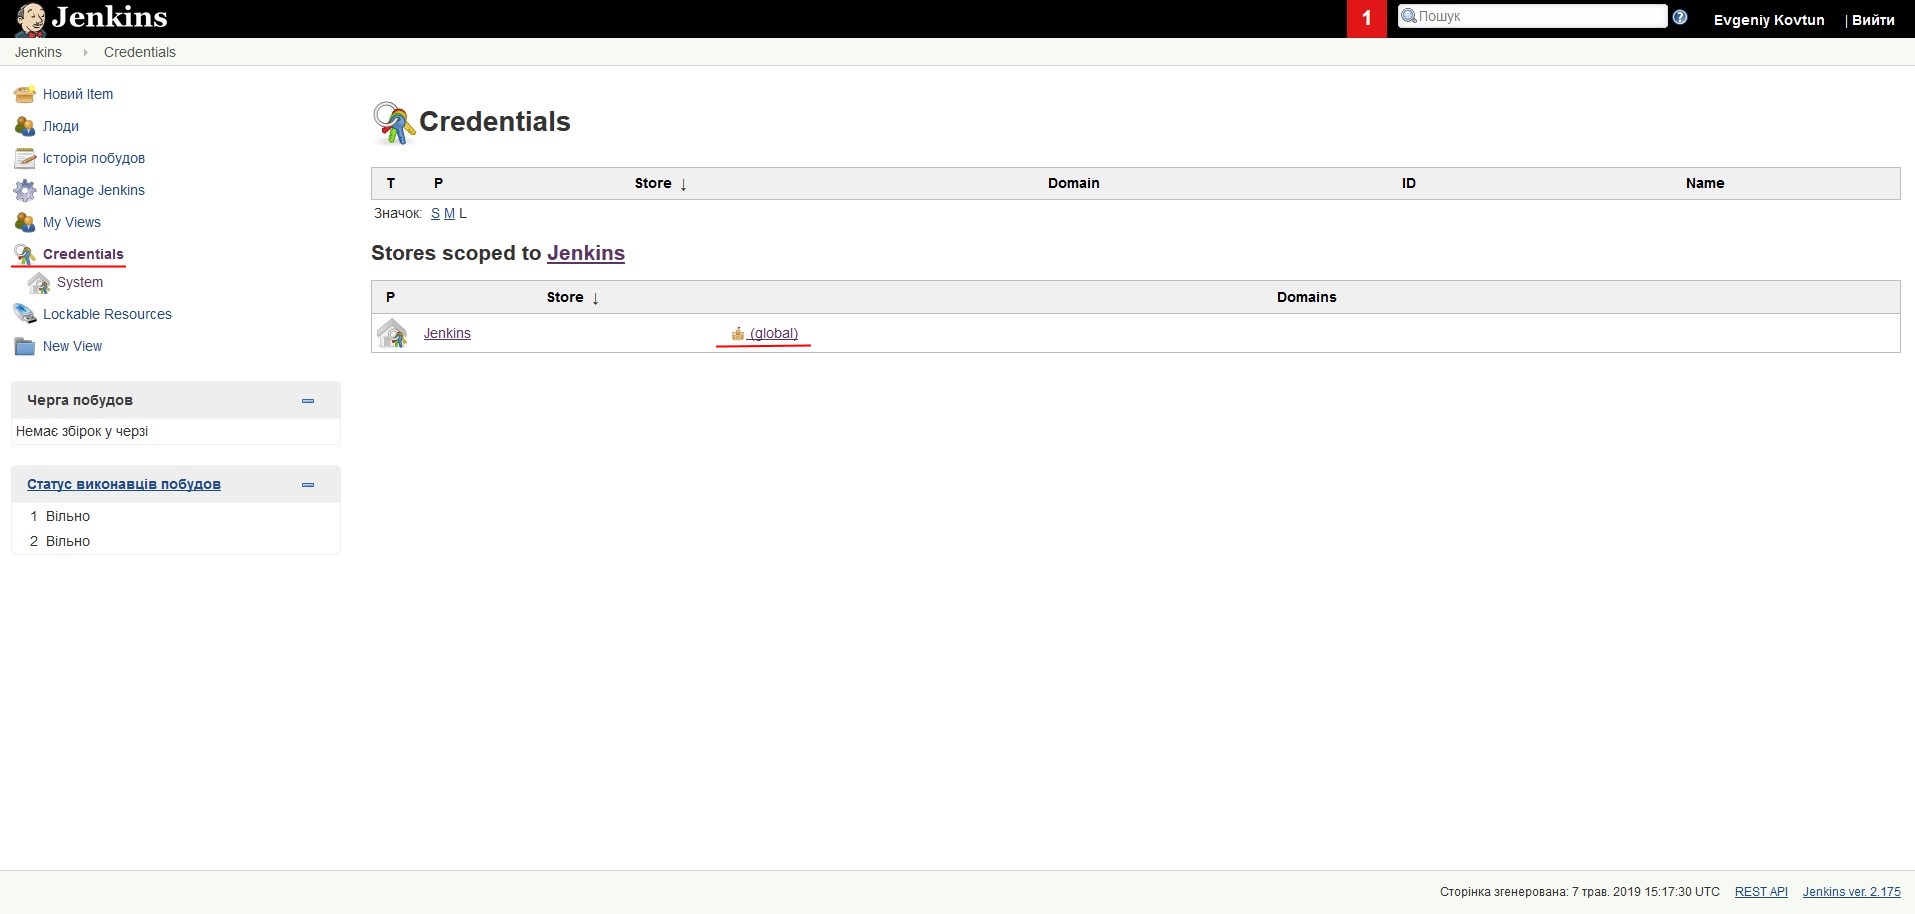 Jenkins
1
Пошук
?
Evgeniy Kovtun
| Вийти
Jenkins
Credentials
Новий Item
Люди
Історія побудов
Manage Jenkins
My Views
Credentials
System
Lockable Resources
New View
Черга побудов
Немає збірок у черзі
Статус виконавців побудов
1 Вільно
2 Вільно
Credentials
T P Store ↓ Domain ID Name
Значок: S M L
Stores scoped to Jenkins
P Store ↓ Domains
Jenkins (global)
Сторінка згенерована: 7 трав. 2019 15:17:30 UTC REST API Jenkins ver. 2.175